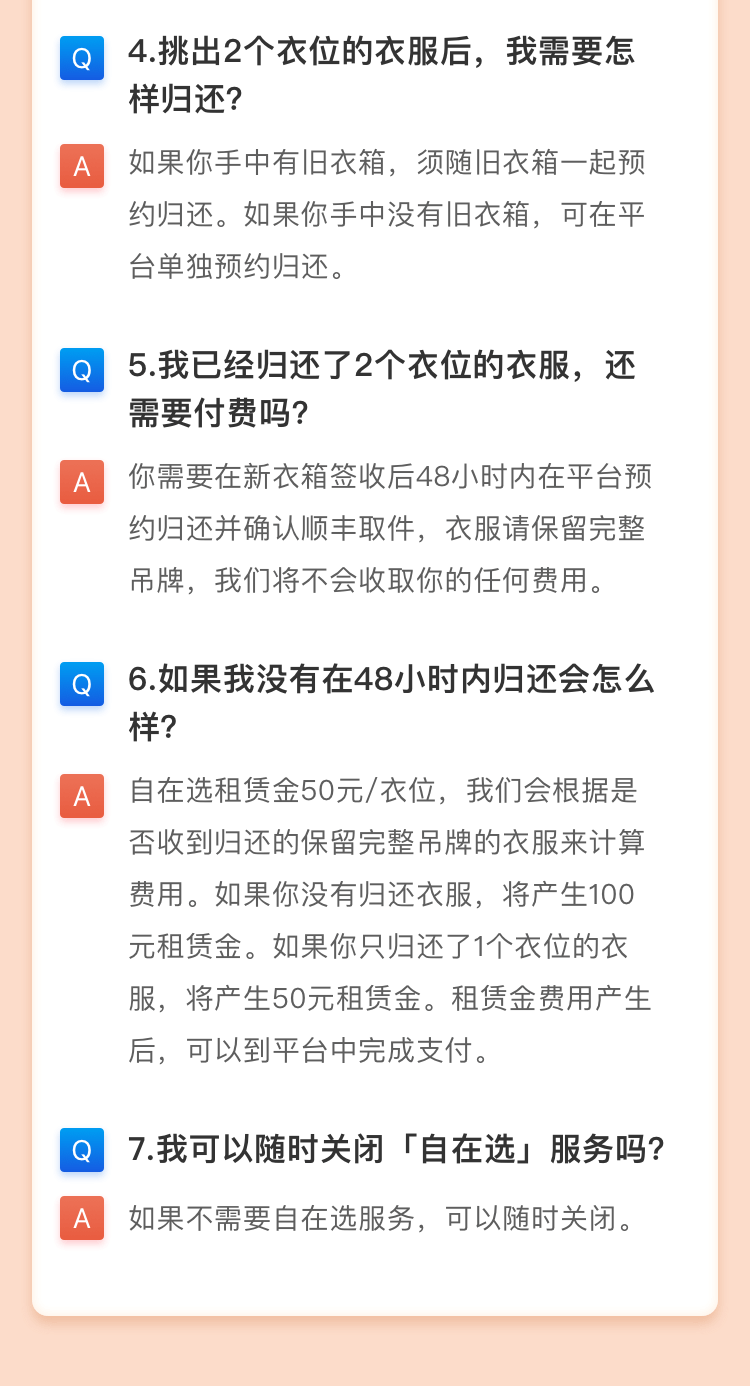 Q
4.挑出2个衣位的衣服后，我需要怎
样归还?
A
如果你手中有旧衣箱，须随旧衣箱一起预
约归还。如果你手中没有旧衣箱，可在平
台单独预约归还。
Q
5.我已经归还了2个衣位的衣服，还
需要付费吗?
A
你需要在新衣箱签收后48小时内在平台预
约归还并确认顺丰取件，衣服请保留完整
吊牌，我们将不会收取你的任何费用。
Q
6.如果我没有在48小时内归还会怎么
样?
A
自在选租赁金50元/衣位，我们会根据是
否收到归还的保留完整吊牌的衣服来计算
费用。如果你没有归还衣服，将产生100
元租赁金。如果你只归还了1个衣位的衣
服，将产生50元租赁金。租赁金费用产生
后，可以到平台中完成支付。
Q
7.我可以随时关闭「自在选」服务吗?
A
如果不需要自在选服务，可以随时关闭。